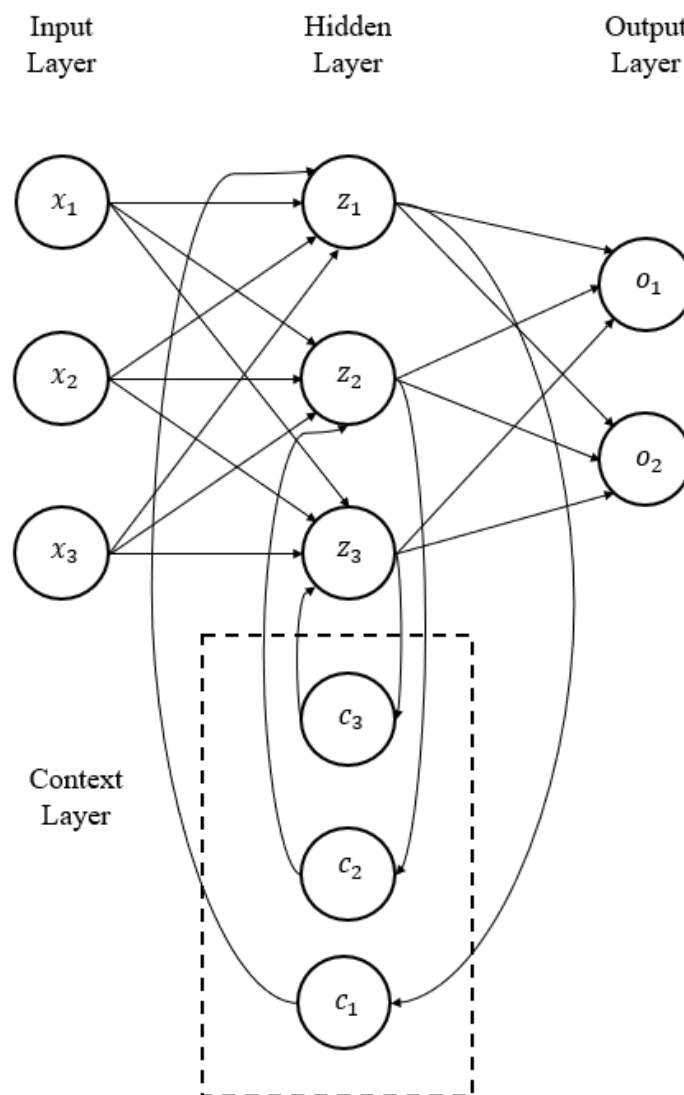 Input
Layer
Hidden
Layer
Output
Layer
x₁
z₁
o₁
x₂
z₂
o₂
x₃
z₃
c₃
Context
Layer
c₂
c₁